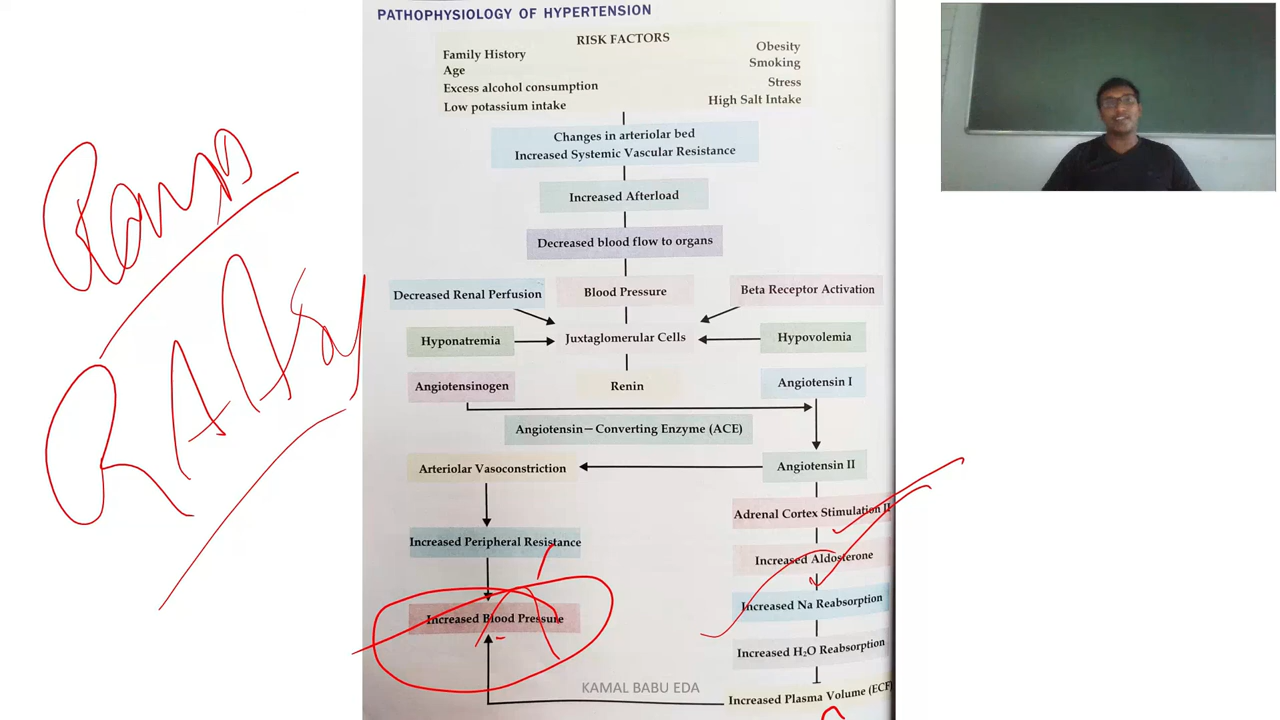 PATHOPHYSIOLOGY OF HYPERTENSION
RISK FACTORS
Family History
Age
Excess alcohol consumption
Low potassium intake
Obesity
Smoking
Stress
High Salt Intake
Changes in arteriolar bed
Increased Systemic Vascular Resistance
Increased Afterload
Decreased blood flow to organs
Decreased Renal Perfusion
Blood Pressure
Beta Receptor Activation
Hyponatremia
Juxtaglomerular Cells
Hypovolemia
Angiotensinogen
Renin
Angiotensin I
Angiotensin—Converting Enzyme (ACE)
Arteriolar Vasoconstriction
Angiotensin II
Adrenal Cortex Stimulation II
Increased Peripheral Resistance
Increased Aldosterone
Increased Na Reabsorption
Increased Blood Pressure
Increased H₂O Reabsorption
KAMAL BABU EDA
Increased Plasma Volume (ECF)